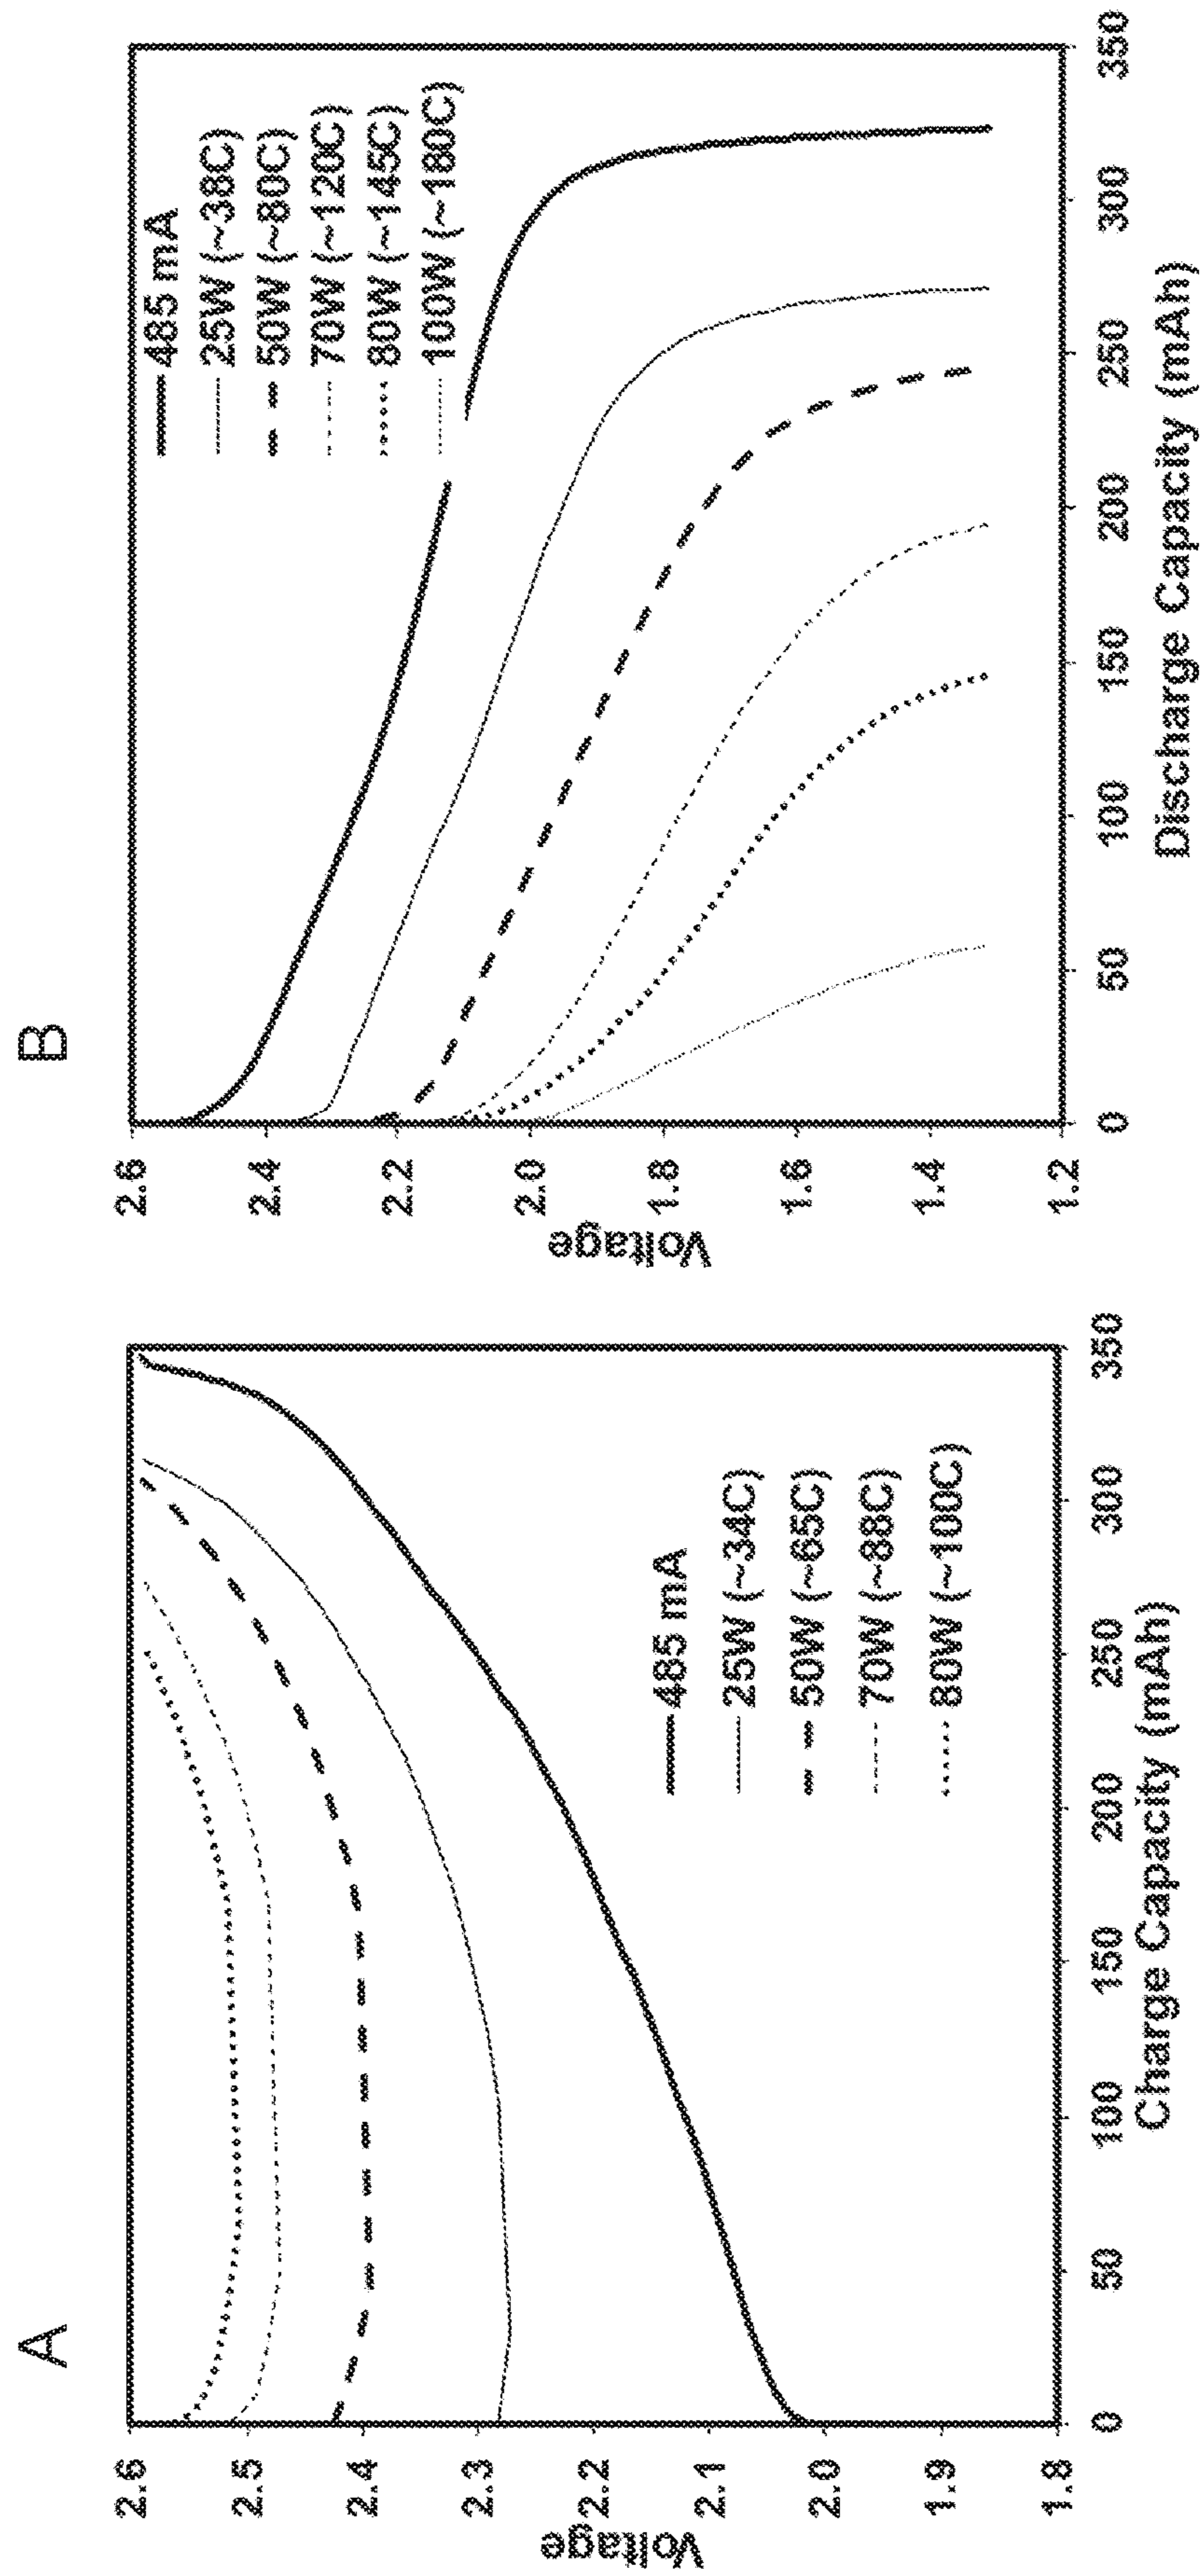 A
Voltage
2.6
2.5
2.4
2.3
2.2
2.1
2.0
1.9
1.8
485 mA
25W (~34C)
50W (~65C)
70W (~88C)
80W (~100C)
0
50
100
150
200
250
300
350
Charge Capacity (mAh)
B
Voltage
2.6
2.4
2.2
2.0
1.8
1.6
1.4
1.2
485 mA
25W (~38C)
50W (~80C)
70W (~120C)
80W (~145C)
100W (~180C)
0
50
100
150
200
250
300
350
Discharge Capacity (mAh)